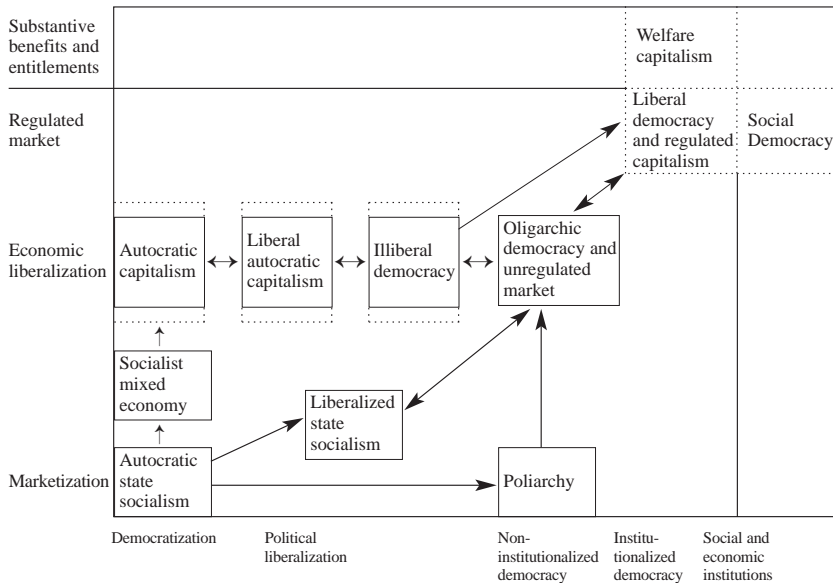 Substantive
benefits and
entitlements
Welfare
capitalism
Regulated
market
Liberal
democracy
and regulated
capitalism
Social
Democracy
Economic
liberalization
Autocratic
capitalism
Liberal
autocratic
capitalism
Illiberal
democracy
Oligarchic
democracy and
unregulated
market
Socialist
mixed
economy
Liberalized
state
socialism
Marketization
Autocratic
state
socialism
Poliarchy
Democratization
Political
liberalization
Non-
institutionalized
democracy
Institu-
tionalized
democracy
Social and
economic
institutions